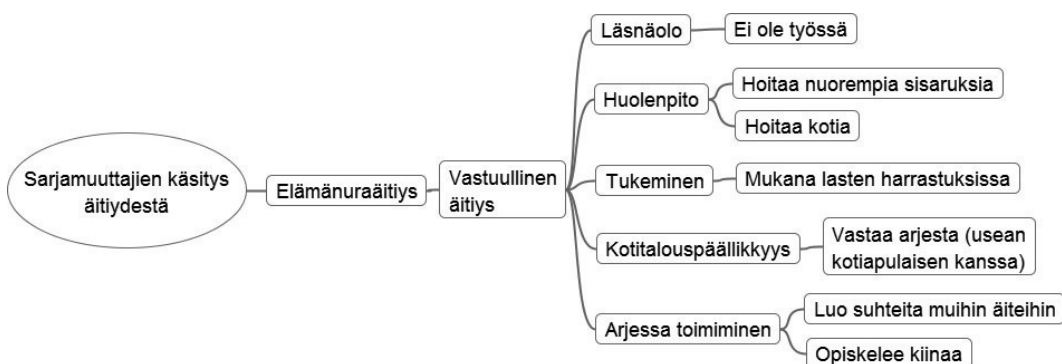 Sarjamuuttajien käsitys
äitiydestä
Elämänuraäitiys
Vastuullinen
äitiys
Läsnäolo
Ei ole työssä
Huolenpito
Hoitaa nuorempia sisaruksia
Hoitaa kotia
Tukeminen
Mukana lasten harrastuksissa
Kotitalouspäällikkyys
Vastaa arjesta (usean
kotiapulaisen kanssa)
Arjessa toimiminen
Luo suhteita muihin äiteihin
Opiskelee kiinaa